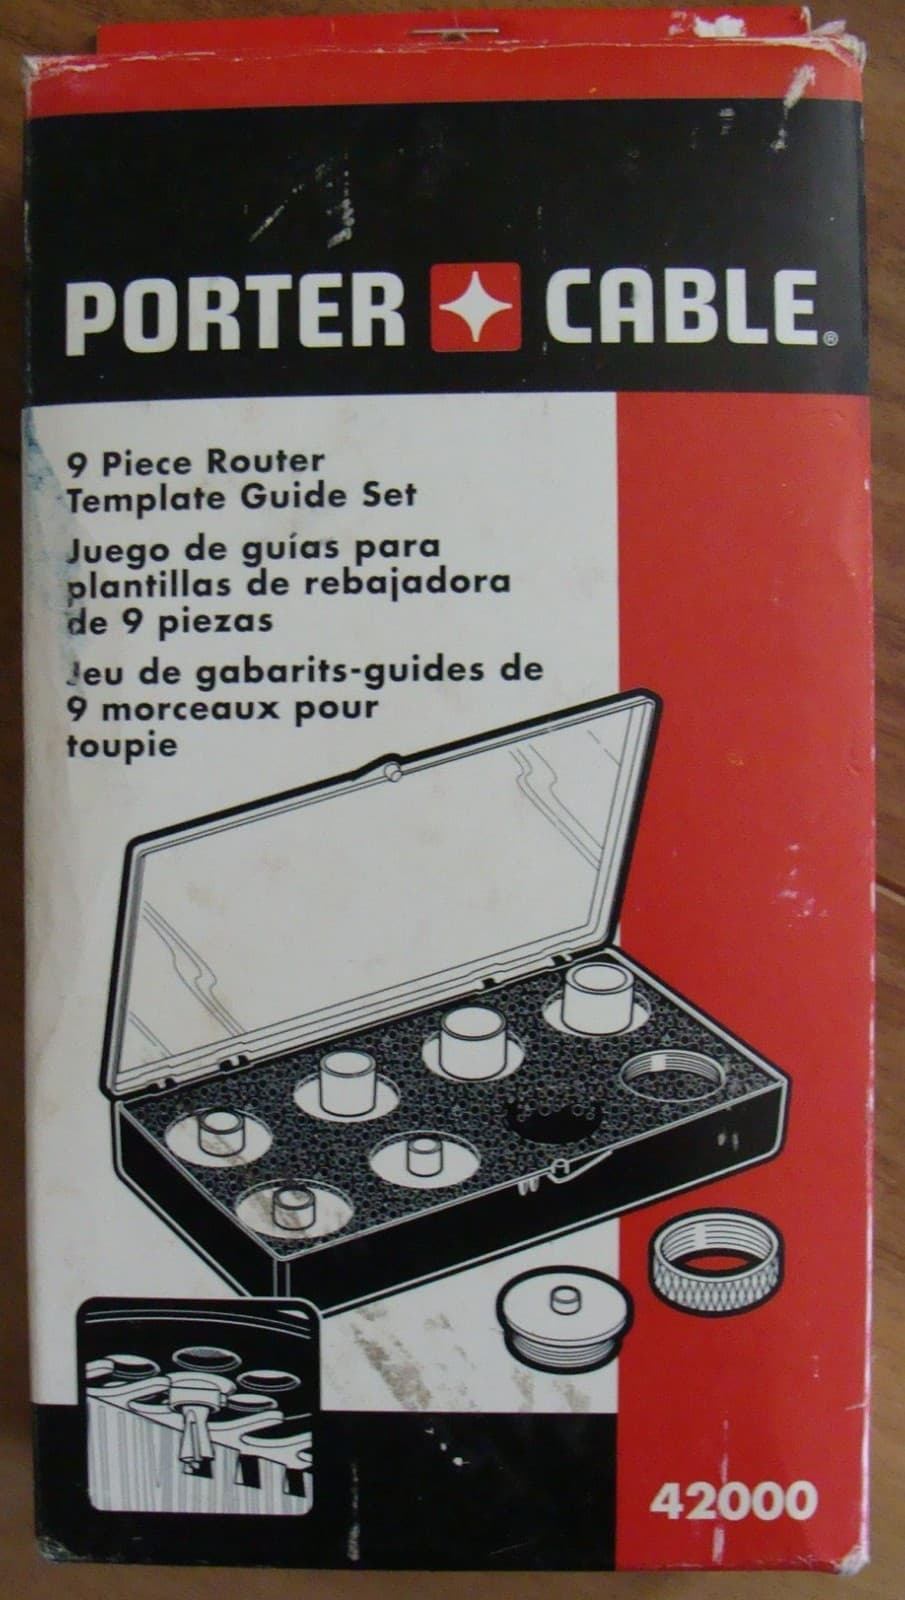 PORTER CABLE®
9 Piece Router
Template Guide Set
Juego de guías para
plantillas de rebajadora
de 9 piezas
Jeu de gabarits-guides de
9 morceaux pour
toupie
42000